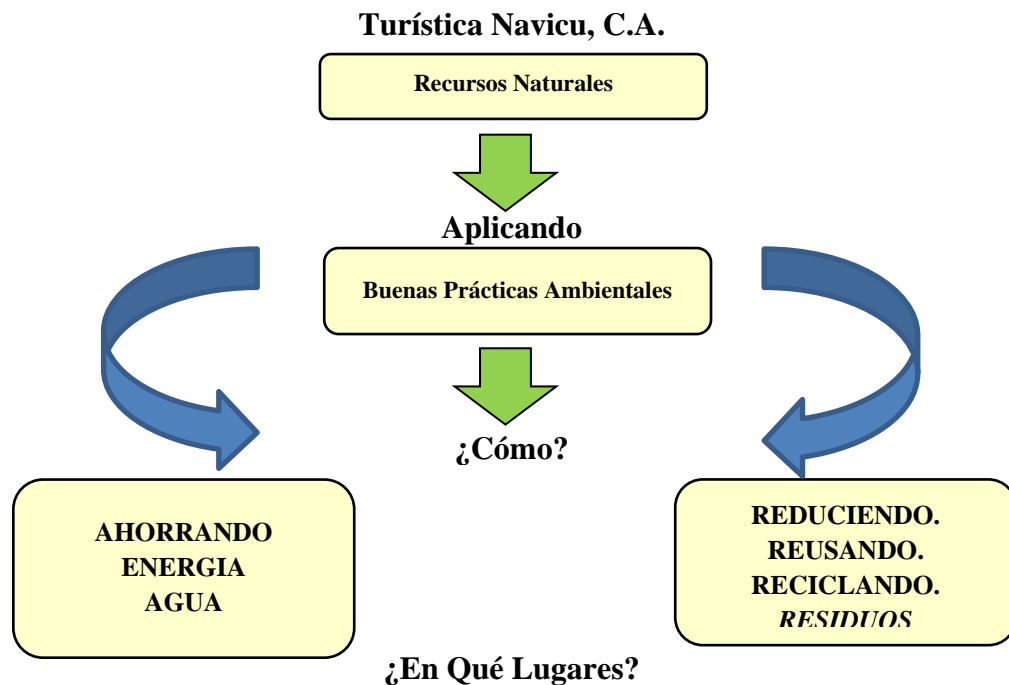 Turística Navicu, C.A.
Recursos Naturales
Aplicando
Buenas Prácticas Ambientales
¿Cómo?
AHORRANDO
ENERGIA
AGUA
REDUCIENDO.
REUSANDO.
RECICLANDO.
RESIDUOS
¿En Qué Lugares?